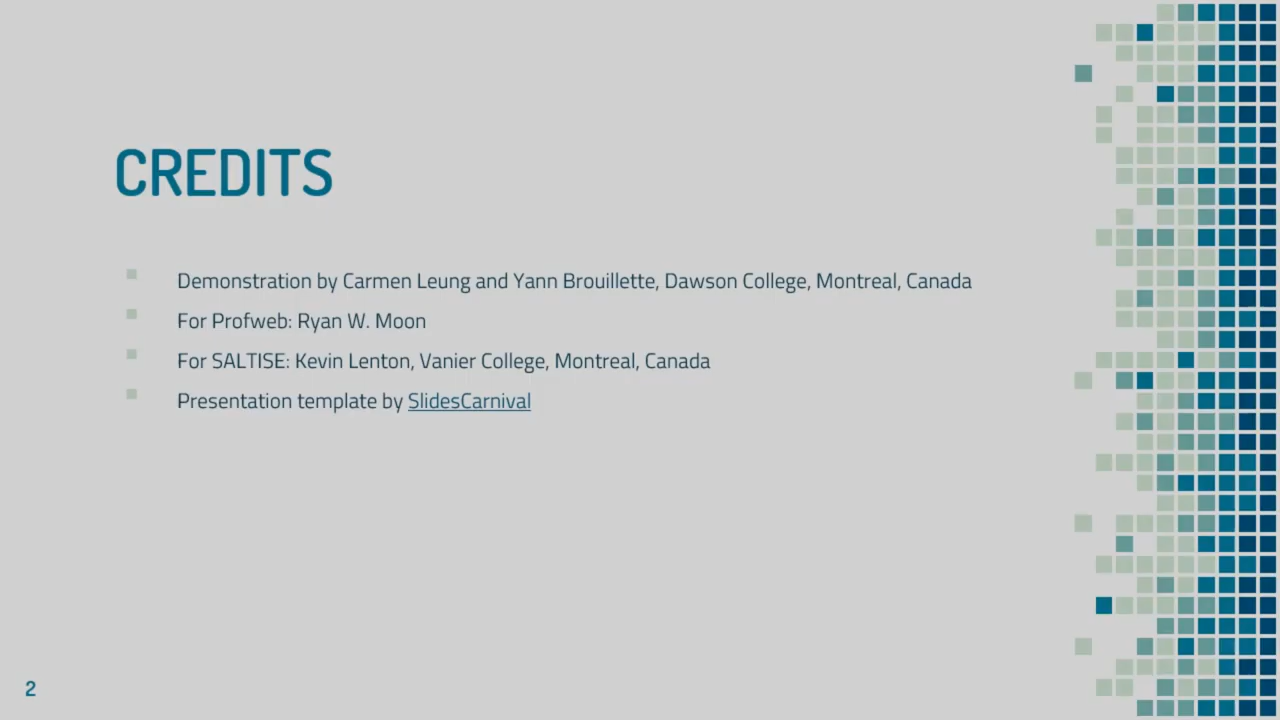 CREDITS
Demonstration by Carmen Leung and Yann Brouillette, Dawson College, Montreal, Canada
For Profweb: Ryan W. Moon
For SALTISE: Kevin Lenton, Vanier College, Montreal, Canada
Presentation template by SlidesCarnival
2